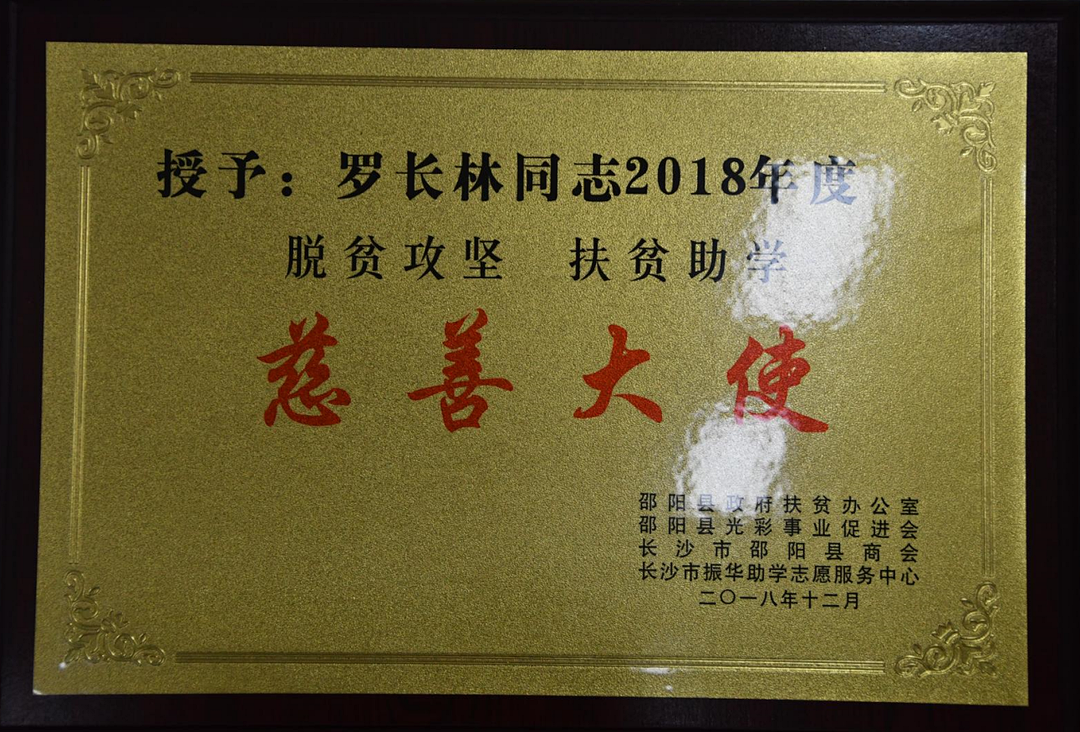 授予：罗长林同志2018年度
脱贫攻坚 扶贫助学
慈善大使
邵阳县政府扶贫办公室
邵阳县光彩事业促进会
长沙市邵阳县商会
长沙市振华助学志愿服务中心
二〇一八年十二月